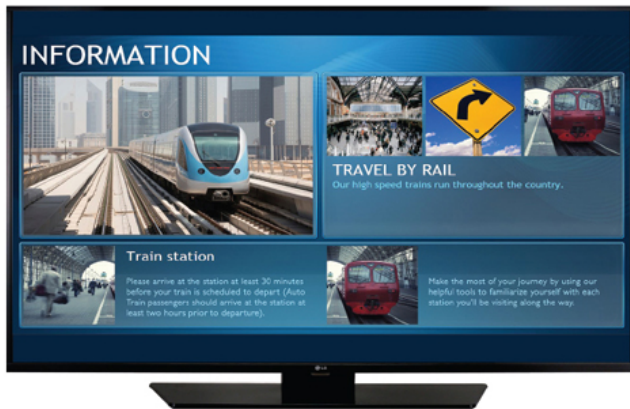 INFORMATION
TRAVEL BY RAIL
Our high speed trains run throughout the country.
Train station
Please arrive at the station at least 30 minutes
before your train is scheduled to depart (Auto
Train passengers should arrive at the station at
least two hours prior to departure).
Make the most of your journey by using our
helpful tools to familiarize yourself with each
station you'll be visiting along the way.
LG